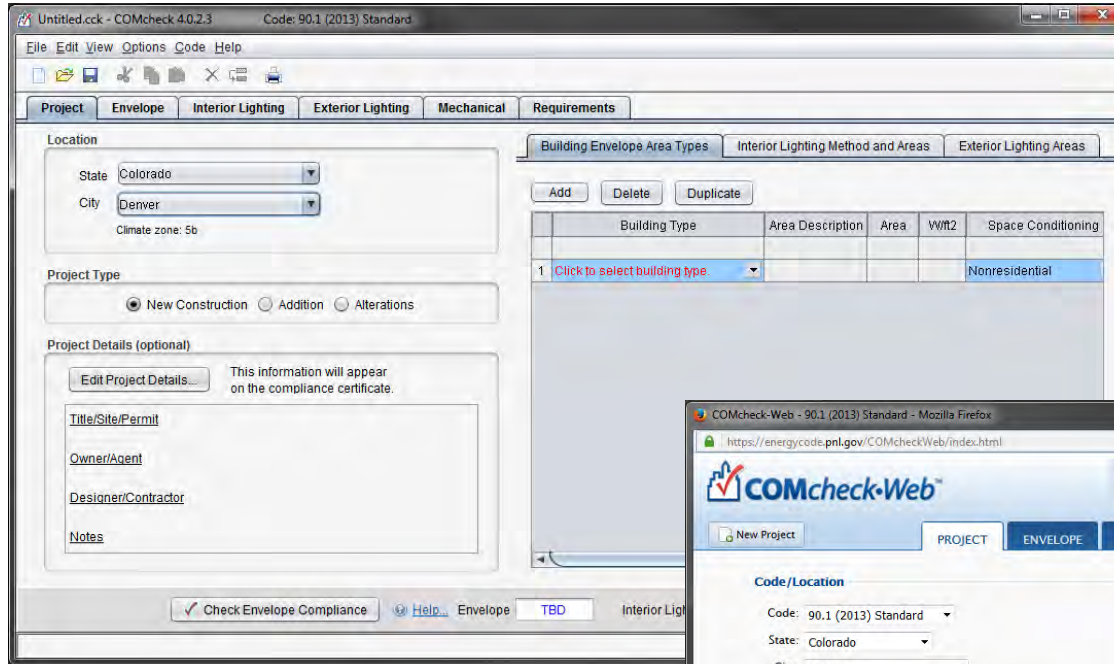 Untitled.cck - COMcheck 4.0.2.3 Code: 90.1 (2013) Standard
File Edit View Options Code Help
Project Envelope Interior Lighting Exterior Lighting Mechanical Requirements
Location
State Colorado
City Denver
Climate zone: 5b
Project Type
New Construction Addition Alterations
Project Details (optional)
Edit Project Details...
This information will appear
on the compliance certificate.
Title/Site/Permit
Owner/Agent
Designer/Contractor
Notes
Building Envelope Area Types Interior Lighting Method and Areas Exterior Lighting Areas
Add Delete Duplicate
Building Type Area Description Area W/ft2 Space Conditioning
1 Click to select building type Nonresidential
Check Envelope Compliance Help... Envelope TBD Interior
COMcheck-Web - 90.1 (2013) Standard - Mozilla Firefox
https://energycode.pnl.gov/COMcheckWeb/index.html
COMcheck•Web™
New Project PROJECT ENVELOPE
Code/Location
Code: 90.1 (2013) Standard
State: Colorado